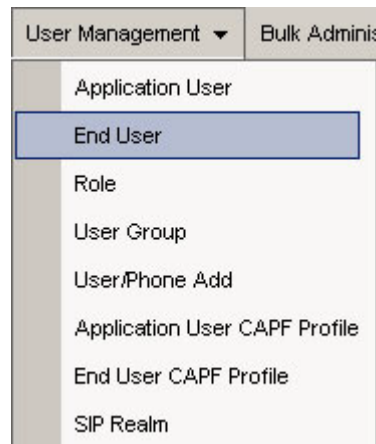 User Management Bulk Adminis
Application User
End User
Role
User Group
User/Phone Add
Application User CAPF Profile
End User CAPF Profile
SIP Realm